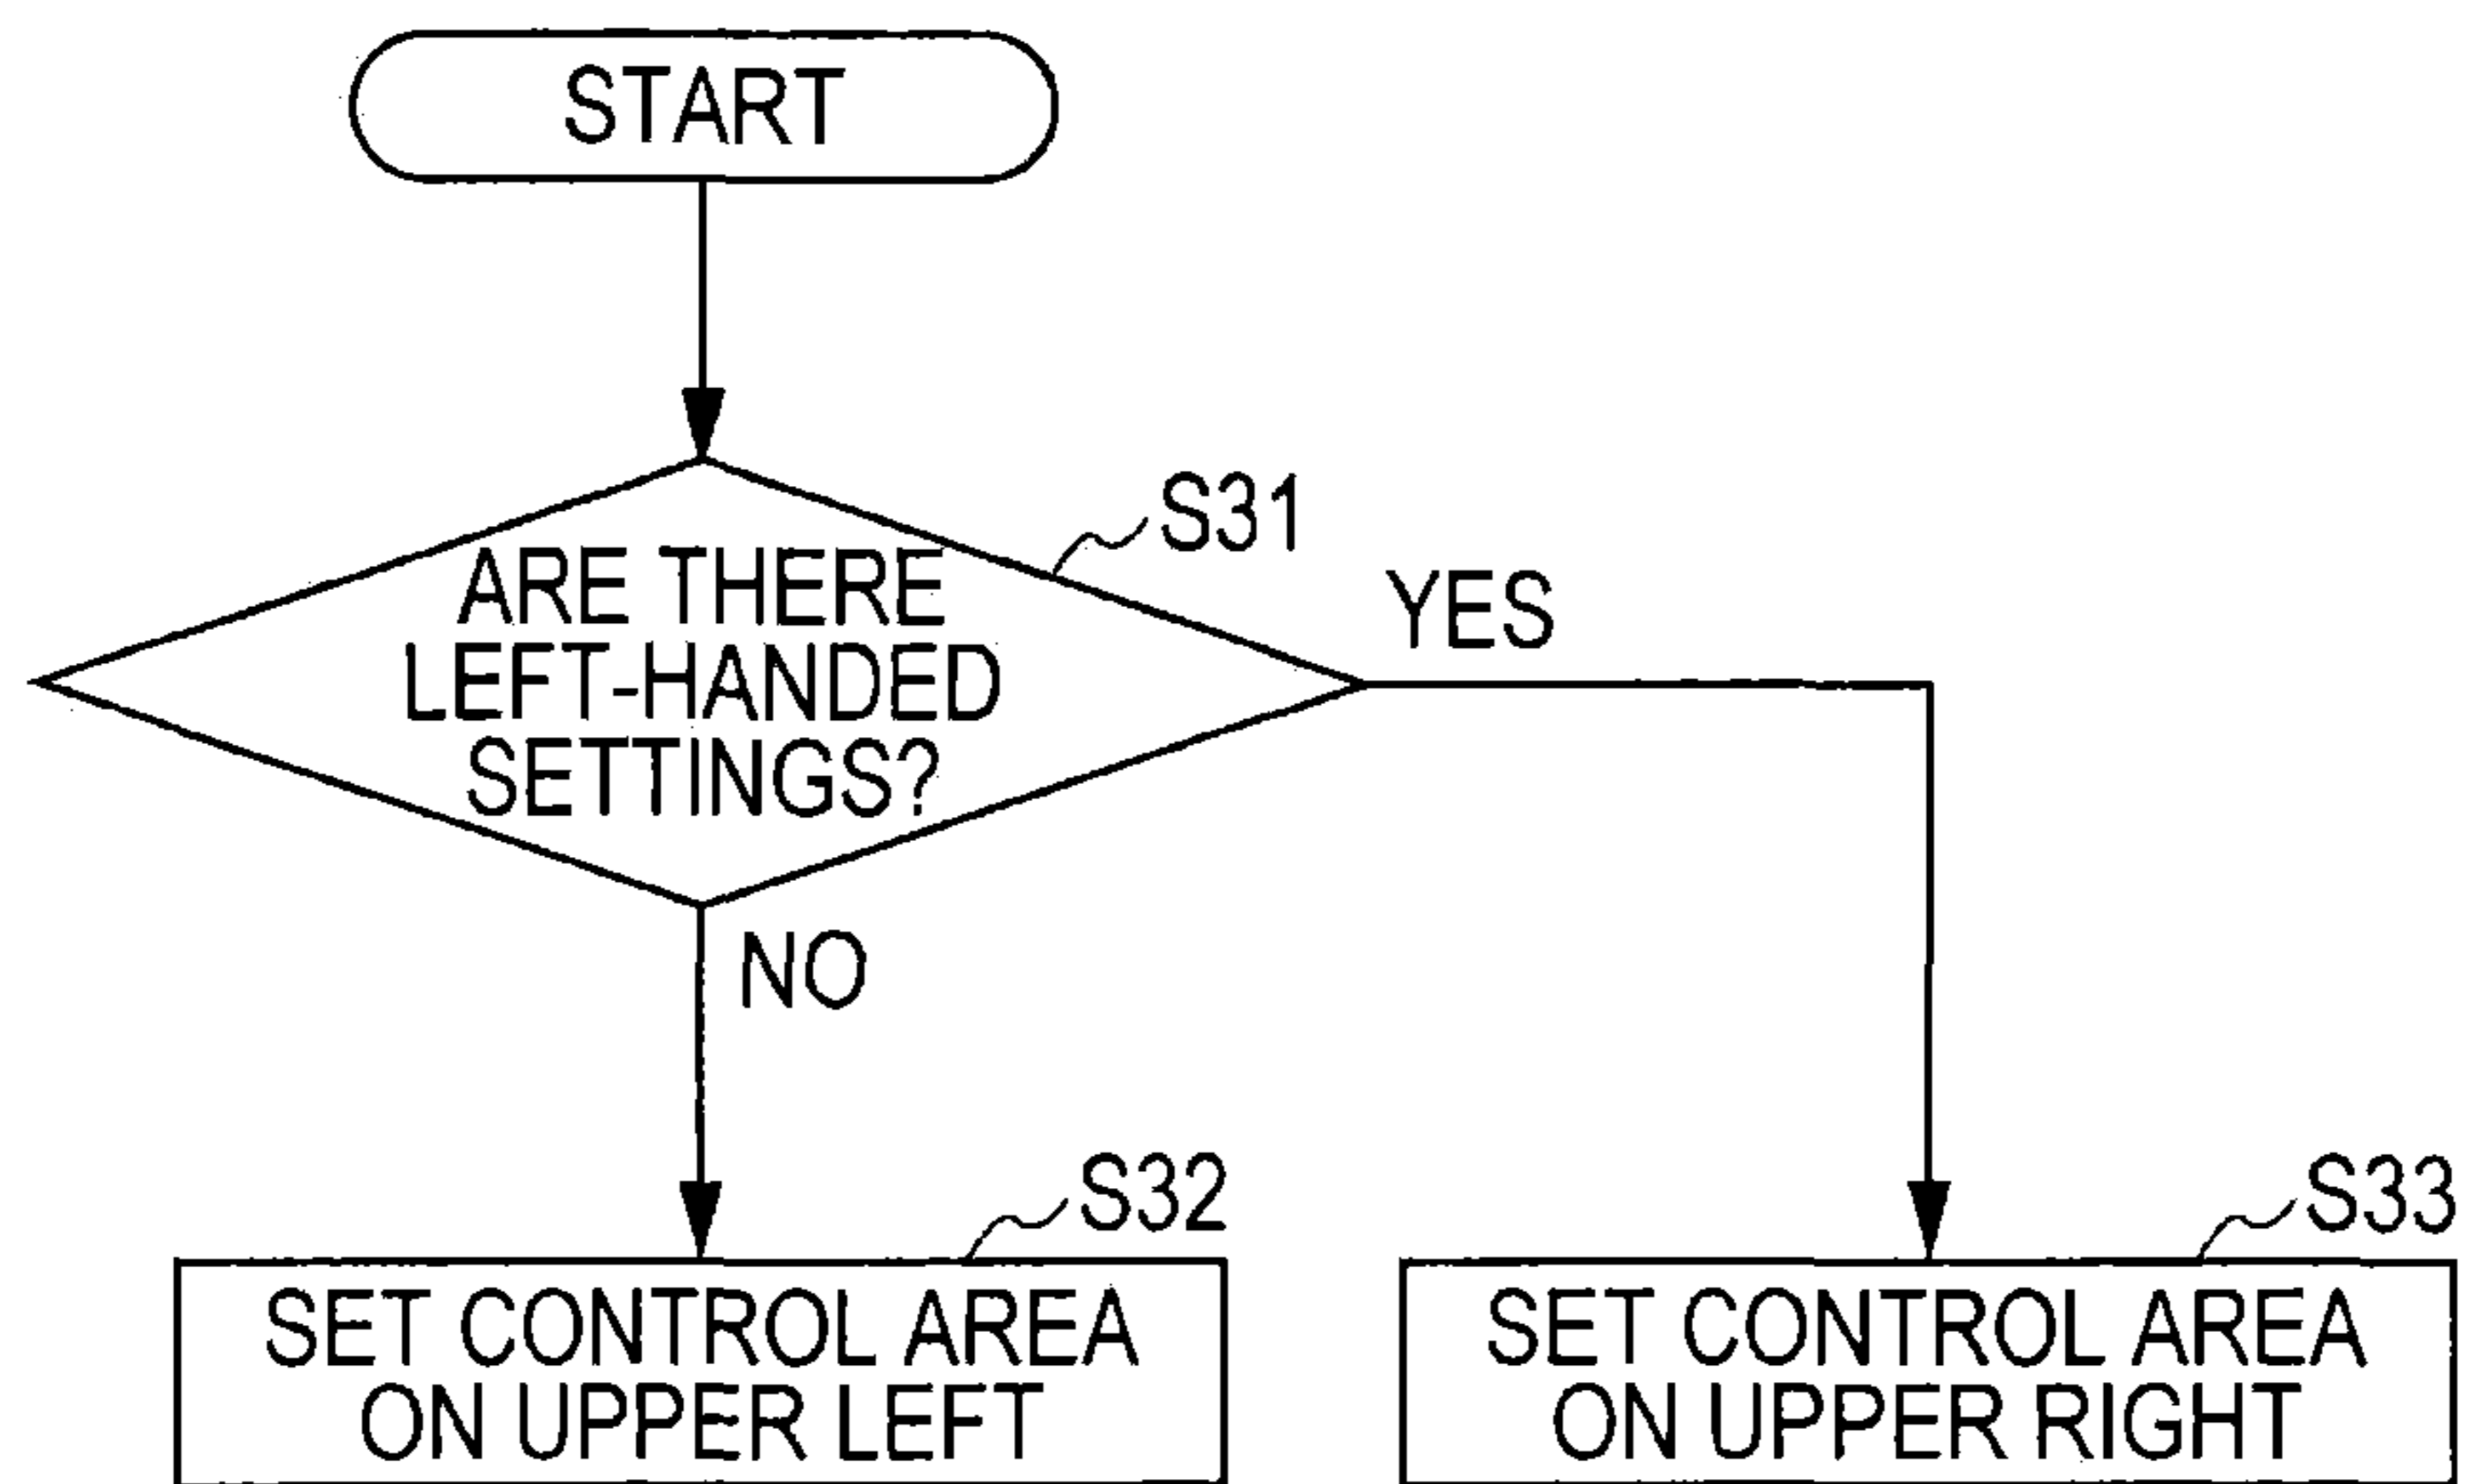 START
S31
ARE THERE
LEFT-HANDED
SETTINGS?
YES
NO
S32
SET CONTROL AREA
ON UPPER LEFT
S33
SET CONTROL AREA
ON UPPER RIGHT